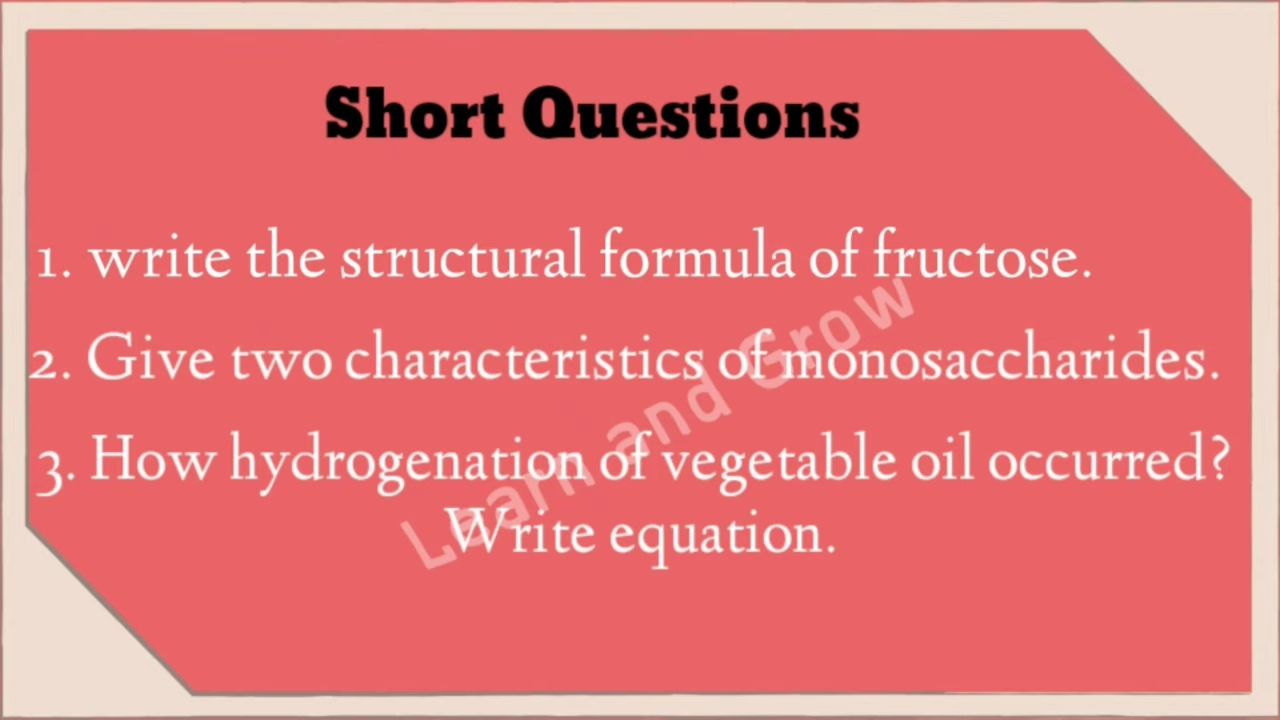 Short Questions
1. write the structural formula of fructose.
2. Give two characteristics of monosaccharides.
3. How hydrogenation of vegetable oil occurred?
Write equation.
Learn and Grow